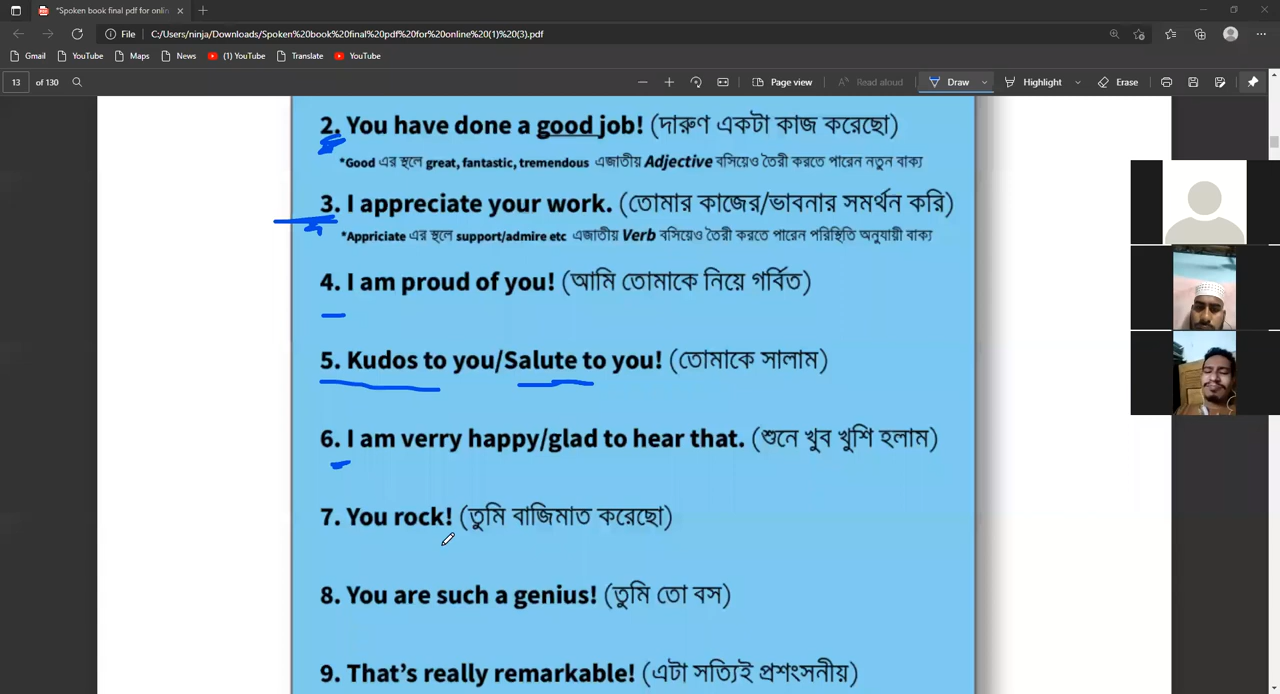 *Spoken book final pdf for onlin
File C:/Users/ninja/Downloads/Spoken%20book%20final%20pdf%20for%20online%20(1)%20(3).pdf
Gmail YouTube Maps News (1) YouTube Translate YouTube
13 of 130 Page view Read aloud Draw Highlight Erase
2. You have done a good job! (দারুণ একটা কাজ করেছো)
*Good এর স্থলে great, fantastic, tremendous এজাতীয় Adjective বসিয়েও তৈরী করতে পারেন নতুন বাক্য
3. I appreciate your work. (তোমার কাজের/ভাবনার সমর্থন করি)
*Appriciate এর স্থলে support/admire etc এজাতীয় Verb বসিয়েও তৈরী করতে পারেন পরিস্থিতি অনুযায়ী বাক্য
4. I am proud of you! (আমি তোমাকে নিয়ে গর্বিত)
5. Kudos to you/Salute to you! (তোমাকে সালাম)
6. I am verry happy/glad to hear that. (শুনে খুব খুশি হলাম)
7. You rock! (তুমি বাজিমাত করেছো)
8. You are such a genius! (তুমি তো বস)
9. That’s really remarkable! (এটা সত্যিই প্রশংসনীয়)